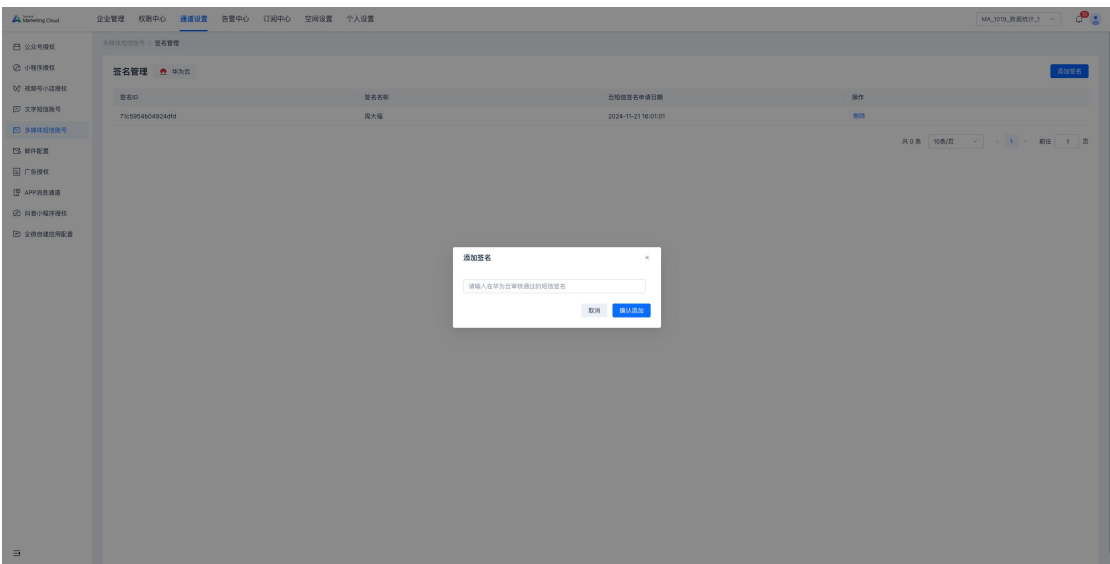 Marketing Cloud
企业管理 权限中心 通道设置 告警中心 订阅中心 空间设置 个人设置
MA_1019_数据统计_1
公众号授权
小程序授权
视频号小店授权
文字短信账号
多媒体短信账号
邮件配置
广告授权
APP消息通道
抖音小程序授权
企微自建应用配置
多媒体短信账号 / 签名管理
签名管理 华为云
添加签名
签名ID 签名名称 云短信签名申请日期 操作
71c5954b04924dfd 周大福 2024-11-21 16:01:01 删除
共 0 条 10条/页 1 前往 1 页
添加签名
请输入在华为云审核通过的短信签名
取消 确认添加